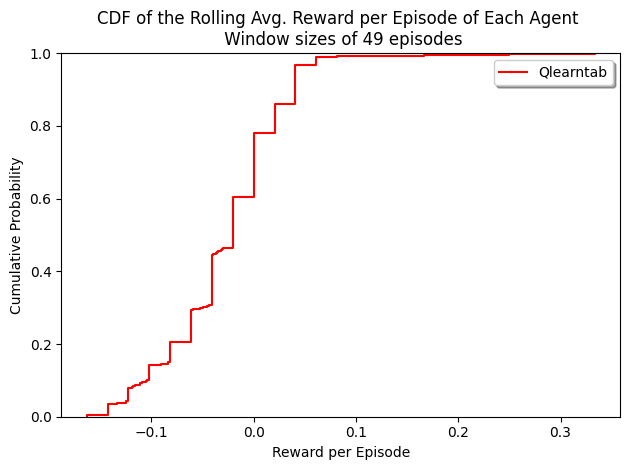 CDF of the Rolling Avg. Reward per Episode of Each Agent
Window sizes of 49 episodes
Qlearntab
Cumulative Probability
1.0
0.8
0.6
0.4
0.2
0.0
−0.1
0.0
0.1
0.2
0.3
Reward per Episode